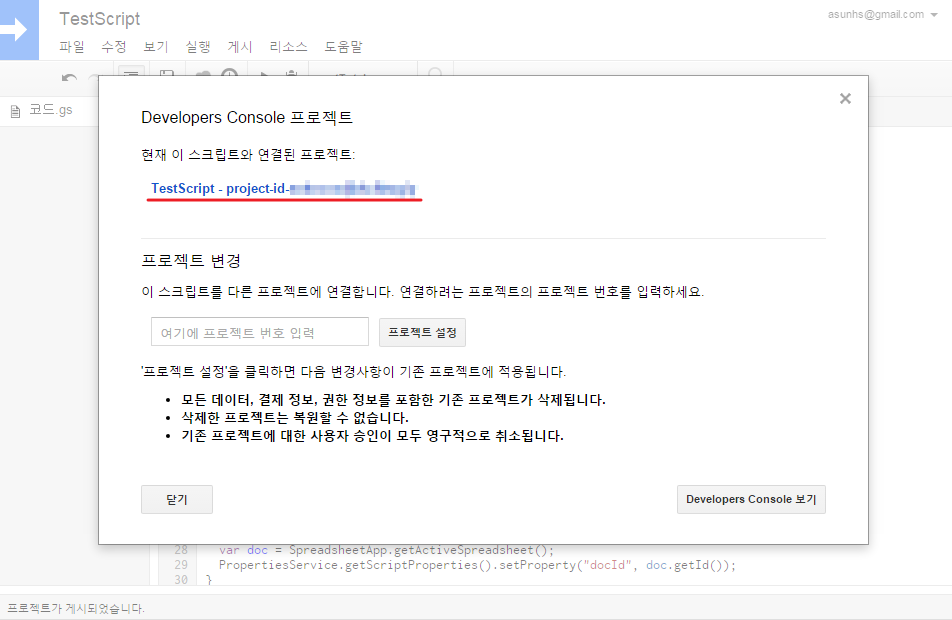 TestScript
asunhs@gmail.com
파일 수정 보기 실행 게시 리소스 도움말
코드.gs
Developers Console 프로젝트
현재 이 스크립트와 연결된 프로젝트:
TestScript - project-id-
프로젝트 변경
이 스크립트를 다른 프로젝트에 연결합니다. 연결하려는 프로젝트의 프로젝트 번호를 입력하세요.
여기에 프로젝트 번호 입력 프로젝트 설정
'프로젝트 설정'을 클릭하면 다음 변경사항이 기존 프로젝트에 적용됩니다.
• 모든 데이터, 결제 정보, 권한 정보를 포함한 기존 프로젝트가 삭제됩니다.
• 삭제한 프로젝트는 복원할 수 없습니다.
• 기존 프로젝트에 대한 사용자 승인이 모두 영구적으로 취소됩니다.
닫기 Developers Console 보기
28 var doc = SpreadsheetApp.getActiveSpreadsheet();
29 PropertiesService.getScriptProperties().setProperty("docId", doc.getId());
30 }
프로젝트가 게시되었습니다.